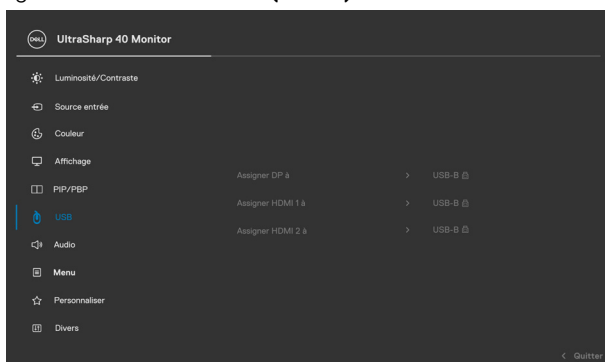 DELL UltraSharp 40 Monitor
Luminosité/Contraste
Source entrée
Couleur
Affichage
Assigner DP à > USB-B
PIP/PBP
Assigner HDMI 1 à > USB-B
USB
Assigner HDMI 2 à > USB-B
Audio
Menu
Personnaliser
Divers
< Quitter